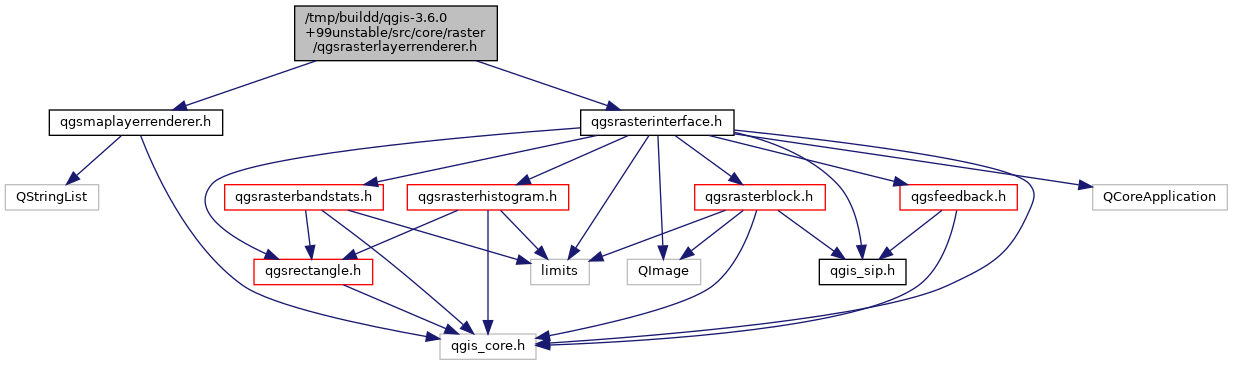 /tmp/buildd/qgis-3.6.0
+99unstable/src/core/raster
/qgsrasterlayerrenderer.h
qgsmaplayerrenderer.h
qgsrasterinterface.h
QStringList
qgsrasterbandstats.h
qgsrasterhistogram.h
qgsrasterblock.h
qgsfeedback.h
QCoreApplication
qgsrectangle.h
limits
QImage
qgis_sip.h
qgis_core.h